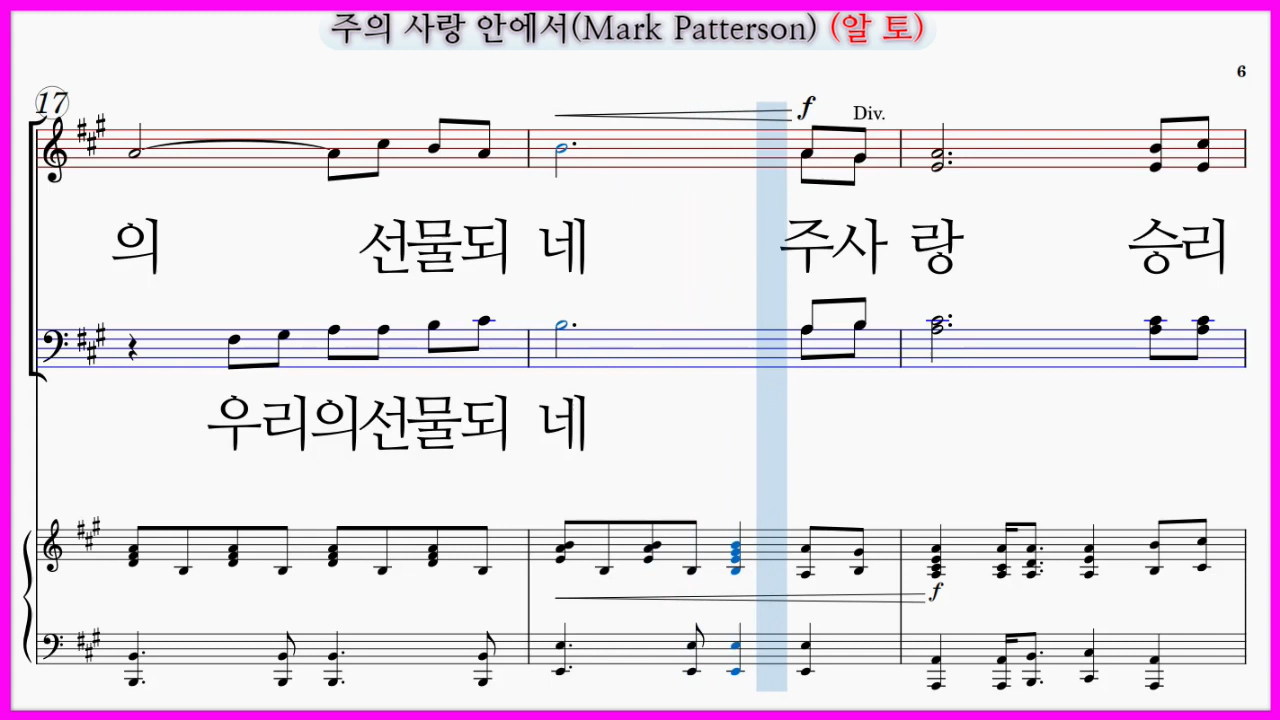 주의 사랑 안에서(Mark Patterson) (알 토)
6
17
f
Div.
의 선물되 네 주사 랑 승리
우리의선물되 네
f